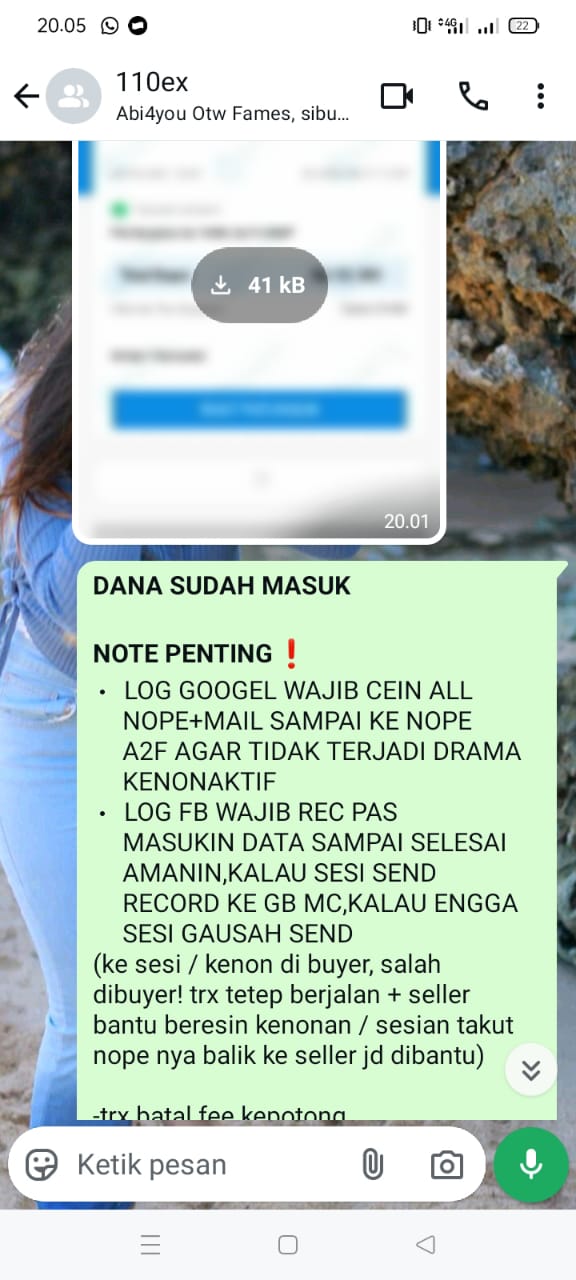 20.05
4G
22
110ex
Abi4you Otw Fames, sibu...
41 kB
20.01
DANA SUDAH MASUK
NOTE PENTING ❗
• LOG GOOGEL WAJIB CEIN ALL
NOPE+MAIL SAMPAI KE NOPE
A2F AGAR TIDAK TERJADI DRAMA
KENONAKTIF
• LOG FB WAJIB REC PAS
MASUKIN DATA SAMPAI SELESAI
AMANIN,KALAU SESI SEND
RECORD KE GB MC,KALAU ENGGA
SESI GAUSAH SEND
(ke sesi / kenon di buyer, salah
dibuyer! trx tetep berjalan + seller
bantu beresin kenonan / sesian takut
nope nya balik ke seller jd dibantu)
-trx batal fee kepotong
Ketik pesan